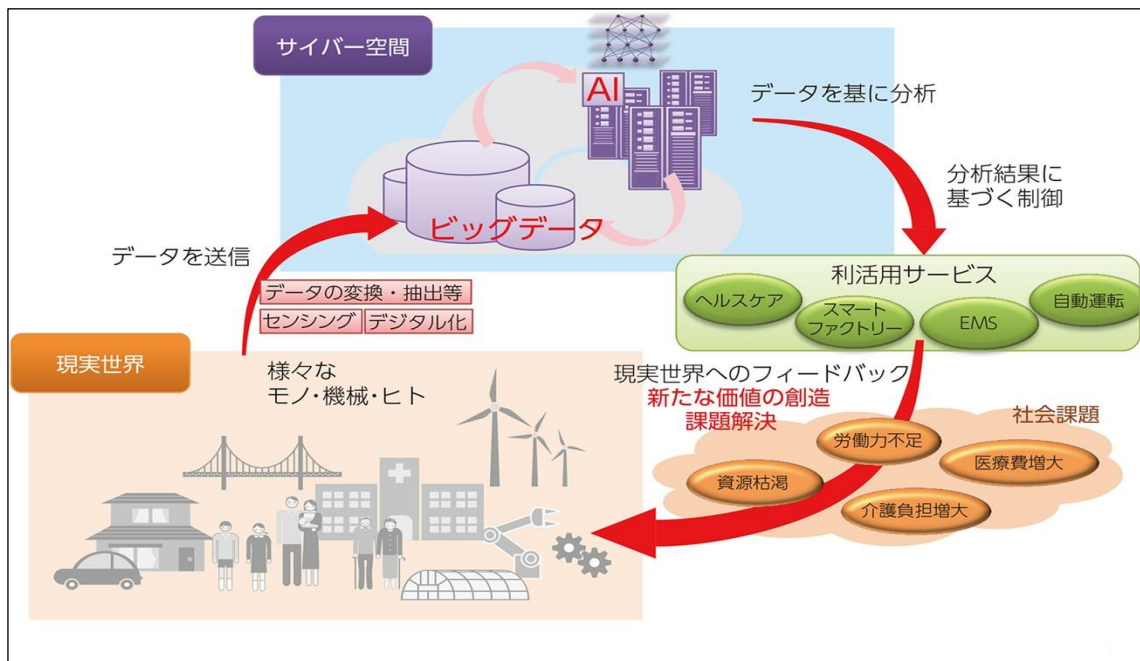 サイバー空間
AI
データを基に分析
分析結果に
基づく制御
ビッグデータ
データを送信
データの変換・抽出等
センシング
デジタル化
利活用サービス
ヘルスケア
スマート
ファクトリー
EMS
自動運転
現実世界
様々な
モノ・機械・ヒト
現実世界へのフィードバック
新たな価値の創造
課題解決
社会課題
労働力不足
医療費増大
資源枯渇
介護負担増大